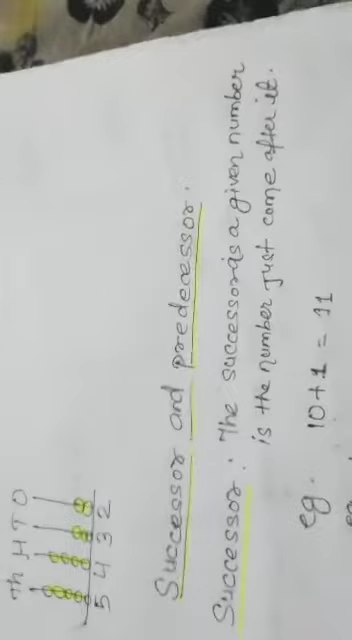 Th H T O
5 4 3 2
Successor and predecessor.
Successor : The successor is a given number
is the number just come after it.
eg. 10 + 1 = 11